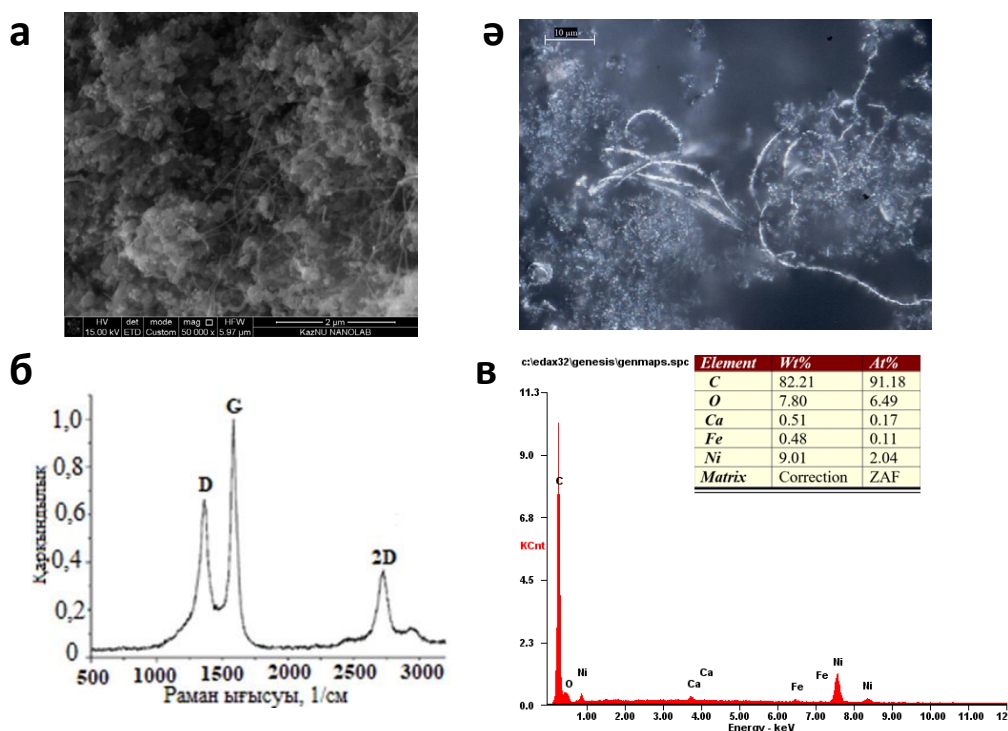 а
HV det mode mag HFW 2 µm
15.00 kV ETD Custom 50 000 x 5.97 µm KazNU NANOLAB
ә
10 µm
б
Қарқындылық
1,0
0,8
0,6
0,4
0,2
0
D
G
2D
500 1000 1500 2000 2500 3000
Раман ығысуы, 1/см
в
c:\edax32\genesis\genmaps.spc
Element Wt% At%
C 82.21 91.18
O 7.80 6.49
Ca 0.51 0.17
Fe 0.48 0.11
Ni 9.01 2.04
Matrix Correction ZAF
11.3
9.0
6.8
KCnt
4.5
2.3
0.0
C
O
Ni
Ca
Ca
Fe
Fe
Ni
Ni
1.00 2.00 3.00 4.00 5.00 6.00 7.00 8.00 9.00 10.00 11.00 12
Energy - keV